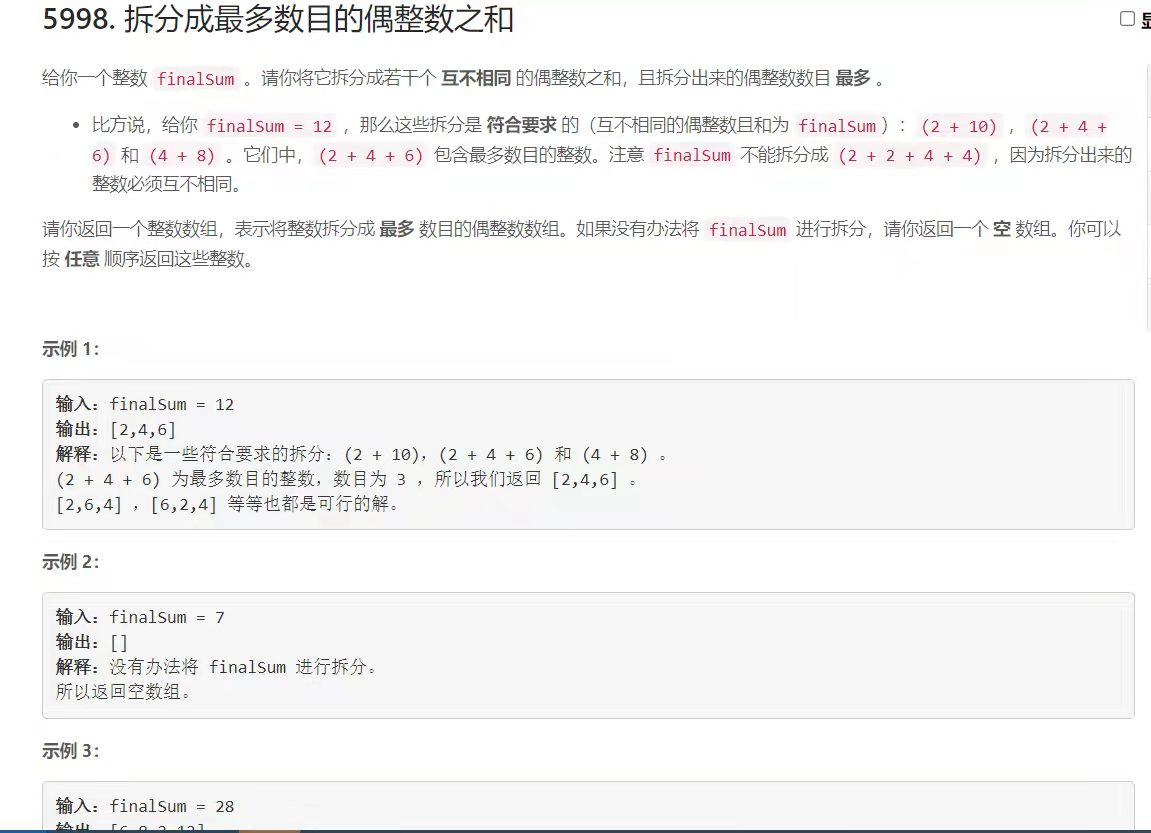 5998. 拆分成最多数目的偶整数之和
给你一个整数 finalSum 。请你将它拆分成若干个 互不相同 的偶整数之和，且拆分出来的偶整数数目 最多 。
• 比方说，给你 finalSum = 12 ，那么这些拆分是 符合要求 的（互不相同的偶整数且和为 finalSum）：(2 + 10) ，(2 + 4 +
6) 和 (4 + 8) 。它们中，(2 + 4 + 6) 包含最多数目的整数。注意 finalSum 不能拆分成 (2 + 2 + 4 + 4) ，因为拆分出来的
整数必须互不相同。
请你返回一个整数数组，表示将整数拆分成 最多 数目的偶整数数组。如果没有办法将 finalSum 进行拆分，请你返回一个 空 数组。你可以
按 任意 顺序返回这些整数。
示例 1：
输入：finalSum = 12
输出：[2,4,6]
解释：以下是一些符合要求的拆分：(2 + 10)，(2 + 4 + 6) 和 (4 + 8) 。
(2 + 4 + 6) 为最多数目的整数，数目为 3 ，所以我们返回 [2,4,6] 。
[2,6,4] ，[6,2,4] 等等也都是可行的解。
示例 2：
输入：finalSum = 7
输出：[]
解释：没有办法将 finalSum 进行拆分。
所以返回空数组。
示例 3：
输入：finalSum = 28
输出：[6,8,2,12]